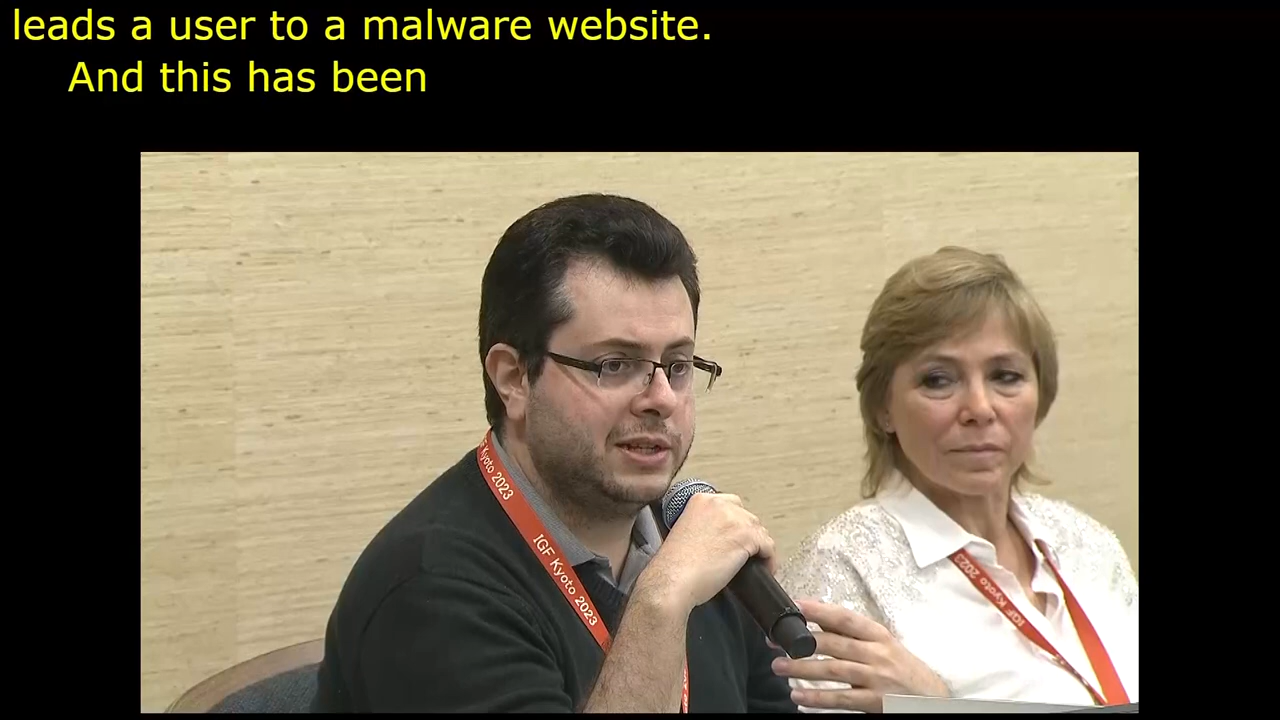 leads a user to a malware website.
And this has been
Kyoto 2023
IGF Kyoto 2023
IGF Kyoto 2023